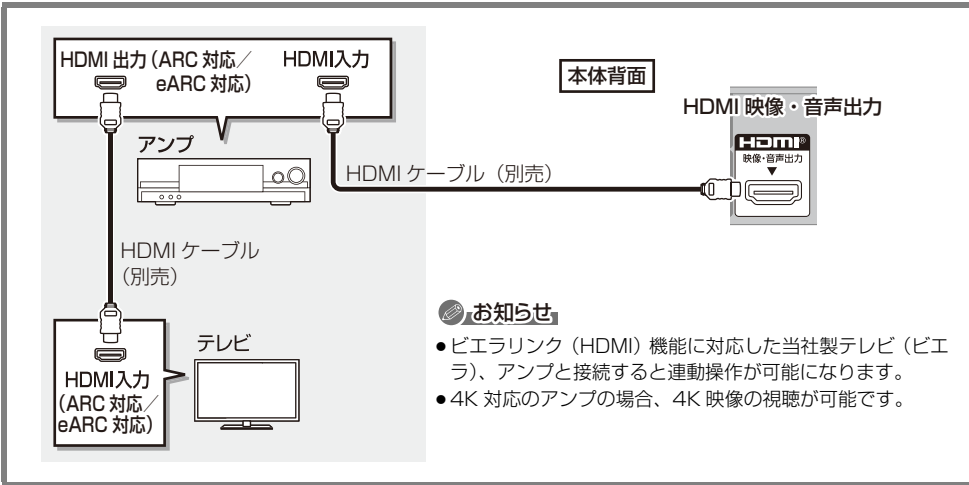 HDMI 出力（ARC 対応／
eARC 対応）
HDMI入力
アンプ
HDMI ケーブル（別売）
HDMI ケーブル
（別売）
HDMI入力
（ARC 対応／
eARC 対応）
テレビ
本体背面
HDMI 映像・音声出力
HDMI®
映像・音声出力
▼
お知らせ
●ビエラリンク（HDMI）機能に対応した当社製テレビ（ビエ
ラ）、アンプと接続すると連動操作が可能になります。
●4K 対応のアンプの場合、4K 映像の視聴が可能です。